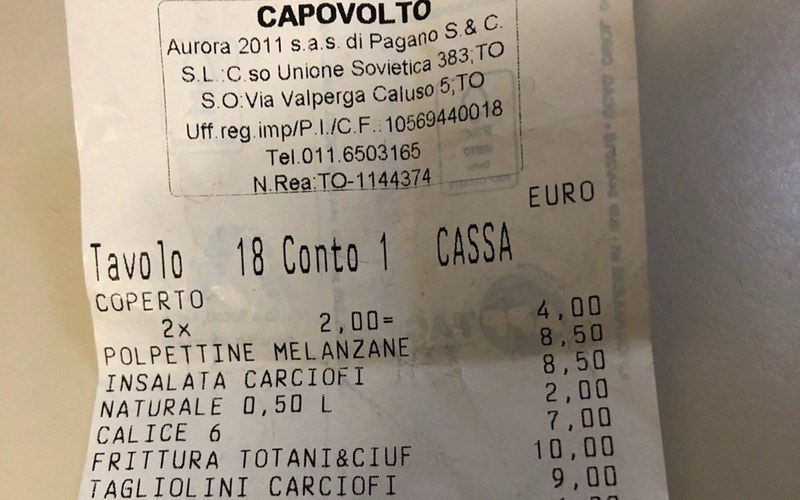 CAPOVOLTO
Aurora 2011 s.a.s. di Pagano S.& C.
S.L.:C.so Unione Sovietica 383;TO
S.O:Via Valperga Caluso 5;TO
Uff.reg.imp/P.I./C.F.:10569440018
Tel.011.6503165
N.Rea:TO-1144374
EURO
Tavolo 18 Conto 1 CASSA
COPERTO
2x 2,00= 4,00
POLPETTINE MELANZANE 8,50
INSALATA CARCIOFI 8,50
NATURALE 0,50 L 2,00
CALICE 6 7,00
FRITTURA TOTANI&CIUF 10,00
TAGLIOLINI CARCIOFI 9,00